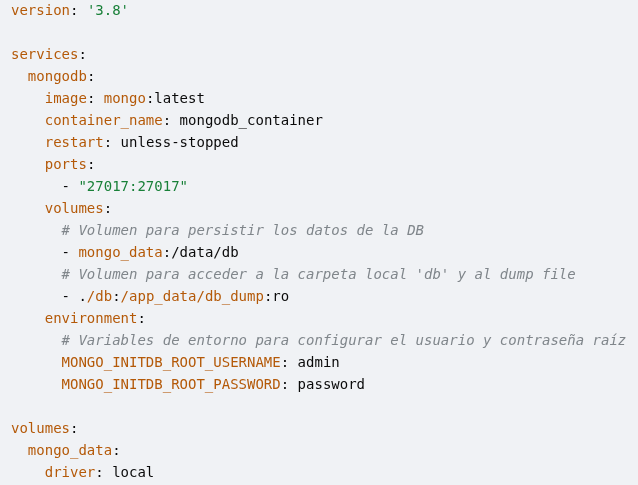 version: '3.8'

services:
  mongodb:
    image: mongo:latest
    container_name: mongodb_container
    restart: unless-stopped
    ports:
      - "27017:27017"
    volumes:
      # Volumen para persistir los datos de la DB
      - mongo_data:/data/db
      # Volumen para acceder a la carpeta local 'db' y al dump file
      - ./db:/app_data/db_dump:ro
    environment:
      # Variables de entorno para configurar el usuario y contraseña raíz
      MONGO_INITDB_ROOT_USERNAME: admin
      MONGO_INITDB_ROOT_PASSWORD: password

volumes:
  mongo_data:
    driver: local